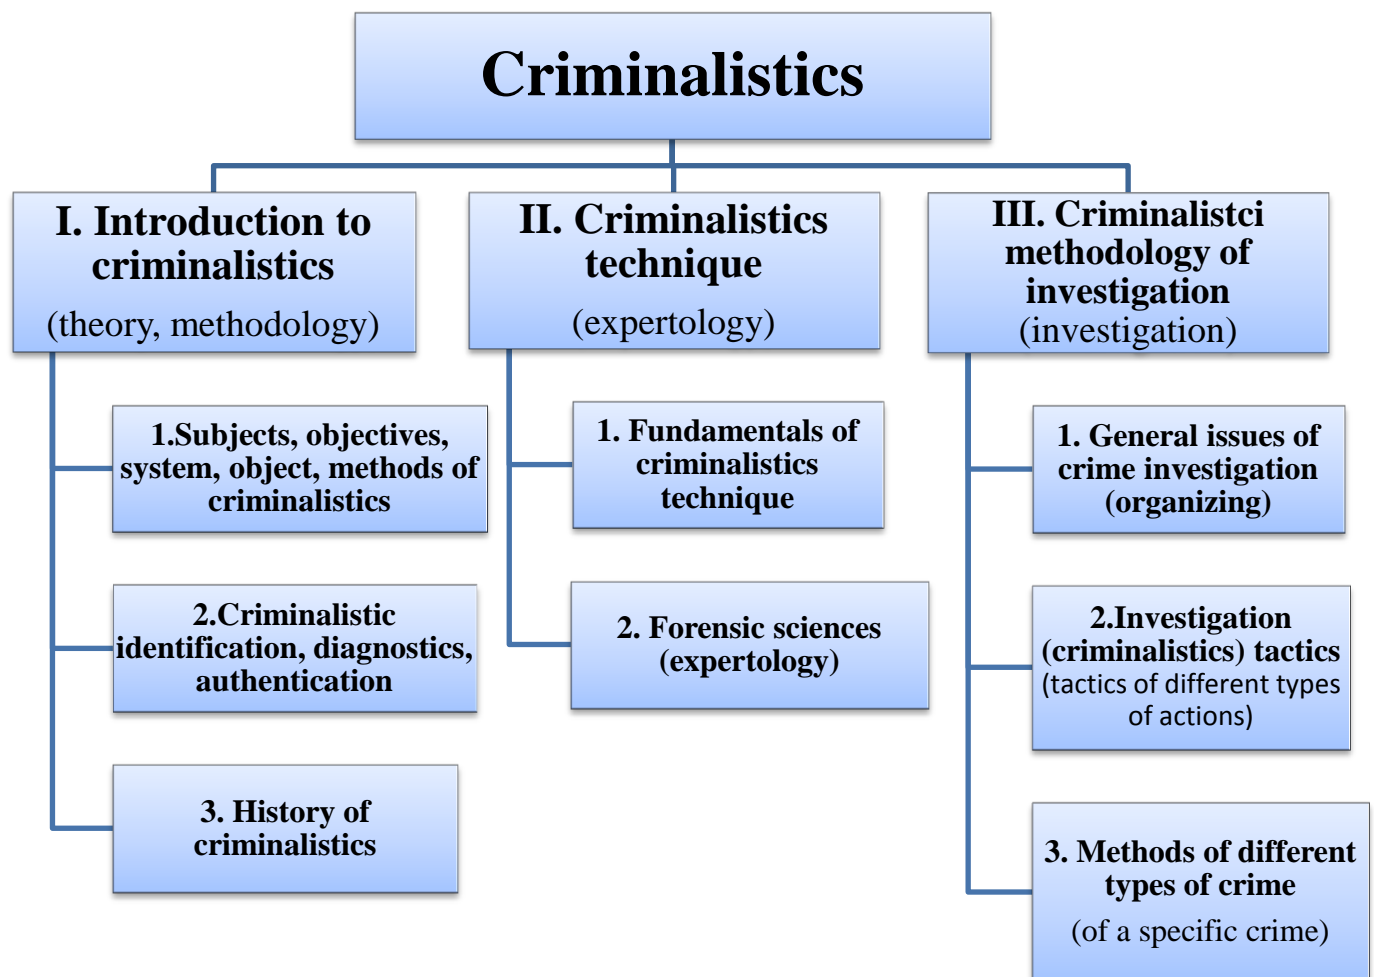 Criminalistics
I. Introduction to
criminalistics
(theory, methodology)
1.Subjects, objectives,
system, object, methods of
criminalistics
2.Criminalistic
identification, diagnostics,
authentication
3. History of
criminalistics
II. Criminalistics
technique
(expertology)
1. Fundamentals of
criminalistics
technique
2. Forensic sciences
(expertology)
III. Criminalistci
methodology of
investigation
(investigation)
1. General issues of
crime investigation
(organizing)
2.Investigation
(criminalistics) tactics
(tactics of different types
of actions)
3. Methods of different
types of crime
(of a specific crime)